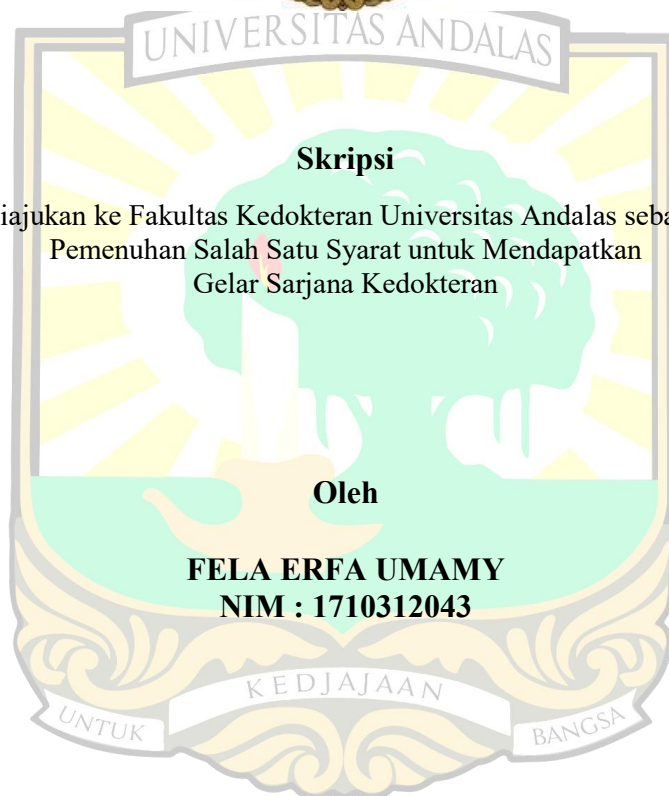 UNIVERSITAS ANDALAS
Skripsi
iajukan ke Fakultas Kedokteran Universitas Andalas seba
Pemenuhan Salah Satu Syarat untuk Mendapatkan
Gelar Sarjana Kedokteran
Oleh
FELA ERFA UMAMY
NIM : 1710312043
UNTUK KEDJAJAAN BANGSA